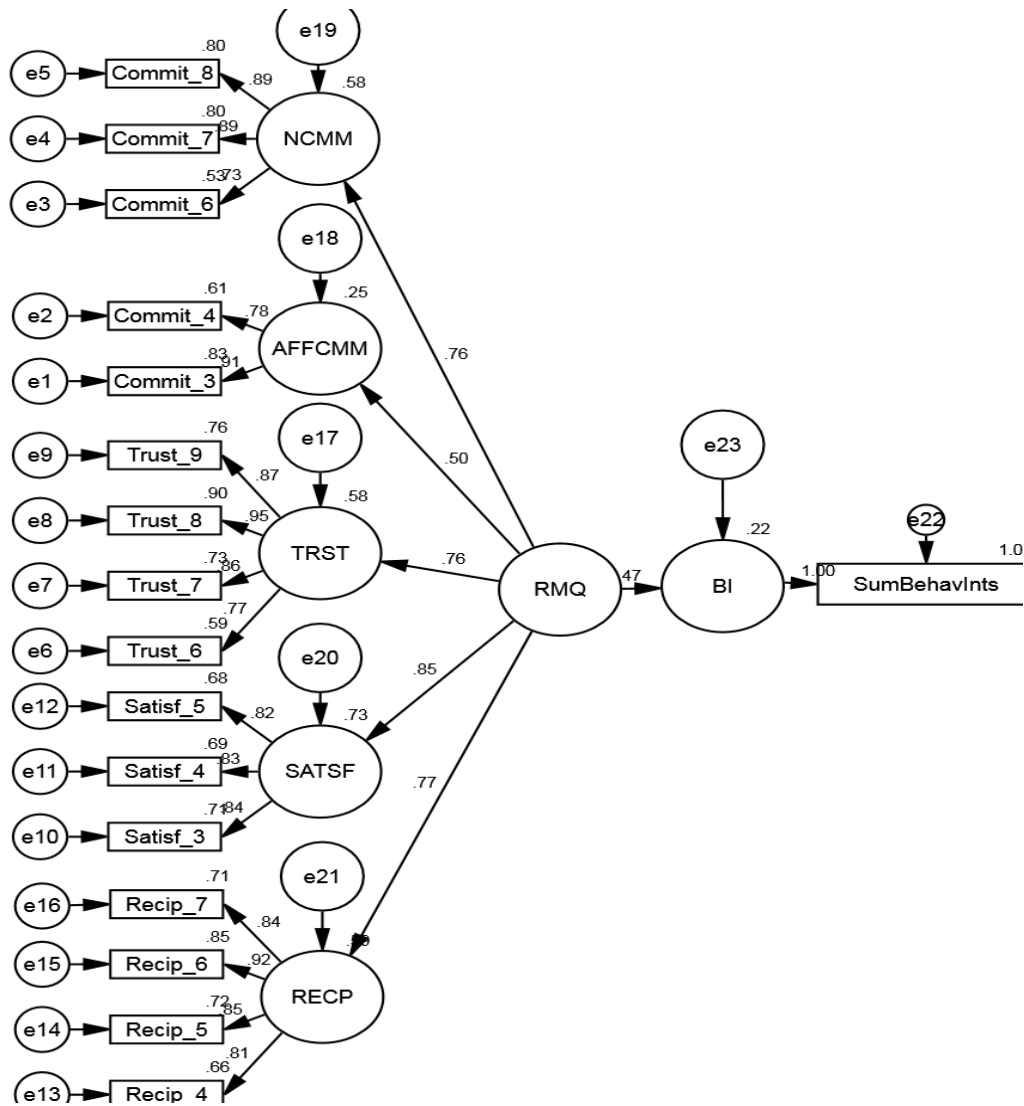 e19
.80
.58
e5
Commit_8
.89
.80
e4
Commit_7
.89
NCMM
.53
.73
e3
Commit_6
e18
.61
.25
e2
Commit_4
.78
AFFCMM
.83
.91
e1
Commit_3
.76
.50
e17
.76
.58
e9
Trust_9
.87
.90
e8
Trust_8
.95
TRST
.73
.86
e7
Trust_7
.77
.59
e6
Trust_6
.76
RMQ
.47
e23
.22
BI
1.00
e22
1.0
SumBehavInts
e20
.68
.73
e12
Satisf_5
.82
.69
e11
Satisf_4
.83
SATSF
.71
.84
e10
Satisf_3
.85
.77
e21
.71
e16
Recip_7
.84
.85
e15
Recip_6
.92
RECP
.72
.85
e14
Recip_5
.81
.66
e13
Recip_4